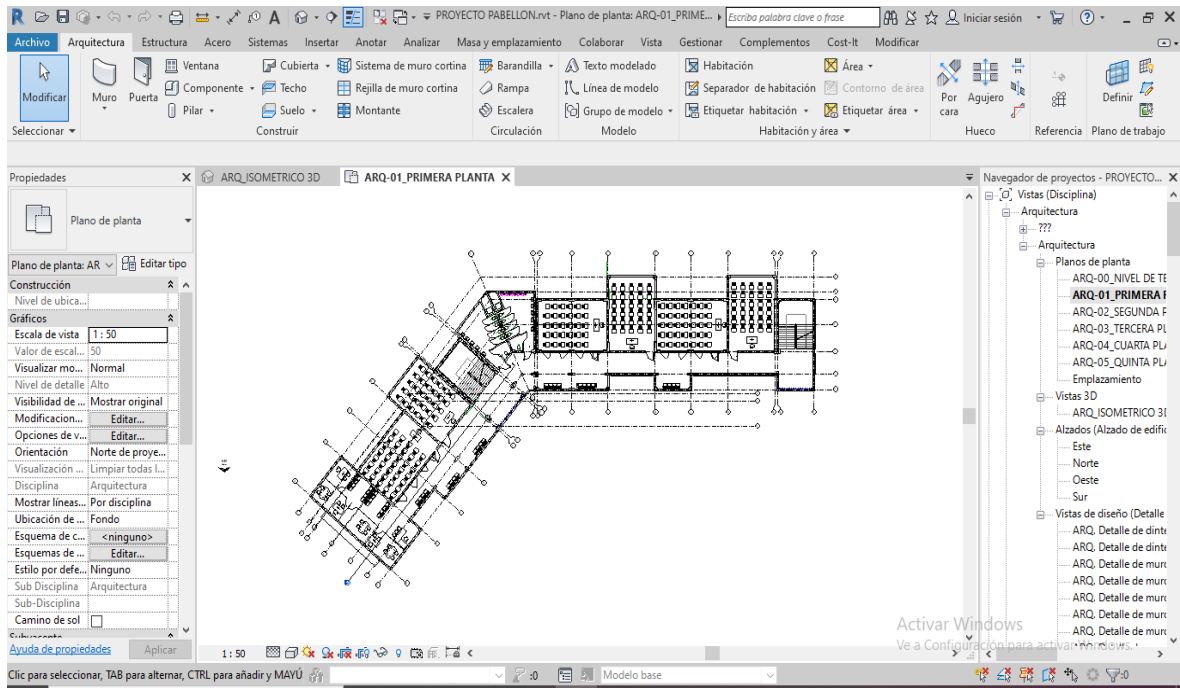 PROYECTO PABELLON.rvt - Plano de planta: ARQ-01_PRIME...
Escriba palabra clave o frase
Iniciar sesión
Archivo Arquitectura Estructura Acero Sistemas Insertar Anotar Analizar Masa y emplazamiento Colaborar Vista Gestionar Complementos Cost-It Modificar
Modificar
Seleccionar
Muro
Puerta
Ventana
Componente
Pilar
Cubierta
Techo
Suelo
Sistema de muro cortina
Rejilla de muro cortina
Montante
Construir
Barandilla
Rampa
Escalera
Circulación
Texto modelado
Línea de modelo
Grupo de modelo
Modelo
Habitación
Separador de habitación
Etiquetar habitación
Área
Contorno de área
Etiquetar área
Habitación y área
Por cara
Agujero
Hueco
Referencia
Definir
Plano de trabajo
Propiedades
Plano de planta
Plano de planta: AR
Editar tipo
Construcción
Nivel de ubica...
Gráficos
Escala de vista 1 : 50
Valor de escal... 50
Visualizar mo... Normal
Nivel de detalle Alto
Visibilidad de ... Mostrar original
Modificacion... Editar...
Opciones de v... Editar...
Orientación Norte de proye...
Visualización ... Limpiar todas l...
Disciplina Arquitectura
Mostrar líneas... Por disciplina
Ubicación de ... Fondo
Esquema de c... <ninguno>
Esquemas de ... Editar...
Estilo por defe... Ninguno
Sub Disciplina Arquitectura
Sub-Disciplina
Camino de sol
Subyacente
Ayuda de propiedades
Aplicar
ARQ_ISOMETRICO 3D
ARQ-01_PRIMERA PLANTA
1 : 50
Navegador de proyectos - PROYECTO...
Vistas (Disciplina)
Arquitectura
???
Arquitectura
Planos de planta
ARQ-00_NIVEL DE TE
ARQ-01_PRIMERA F
ARQ-02_SEGUNDA P
ARQ-03_TERCERA PL
ARQ-04_CUARTA PLA
ARQ-05_QUINTA PLA
Emplazamiento
Vistas 3D
ARQ_ISOMETRICO 3D
Alzados (Alzado de edific
Este
Norte
Oeste
Sur
Vistas de diseño (Detalle
ARQ. Detalle de dinte
ARQ. Detalle de dinte
ARQ. Detalle de muro
ARQ. Detalle de muro
ARQ. Detalle de muro
ARQ. Detalle de muro
ARQ. Detalle de muro
Activar Windows
Ve a Configuración para activar Windows.
Clic para seleccionar, TAB para alternar, CTRL para añadir y MAYÚ
:0
Modelo base
:0